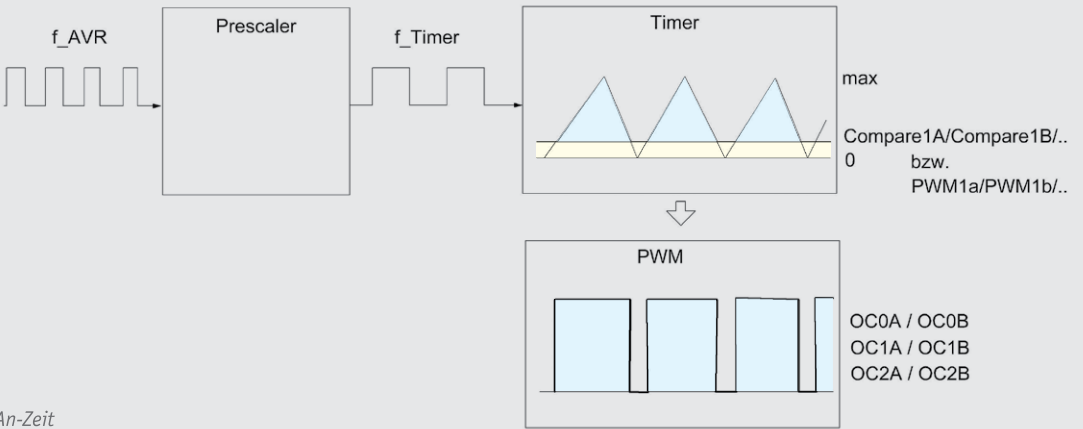 f_AVR
Prescaler
f_Timer
Timer
max
Compare1A/Compare1B/..
0 bzw.
PWM1a/PWM1b/..
PWM
OC0A / OC0B
OC1A / OC1B
OC2A / OC2B
An-Zeit